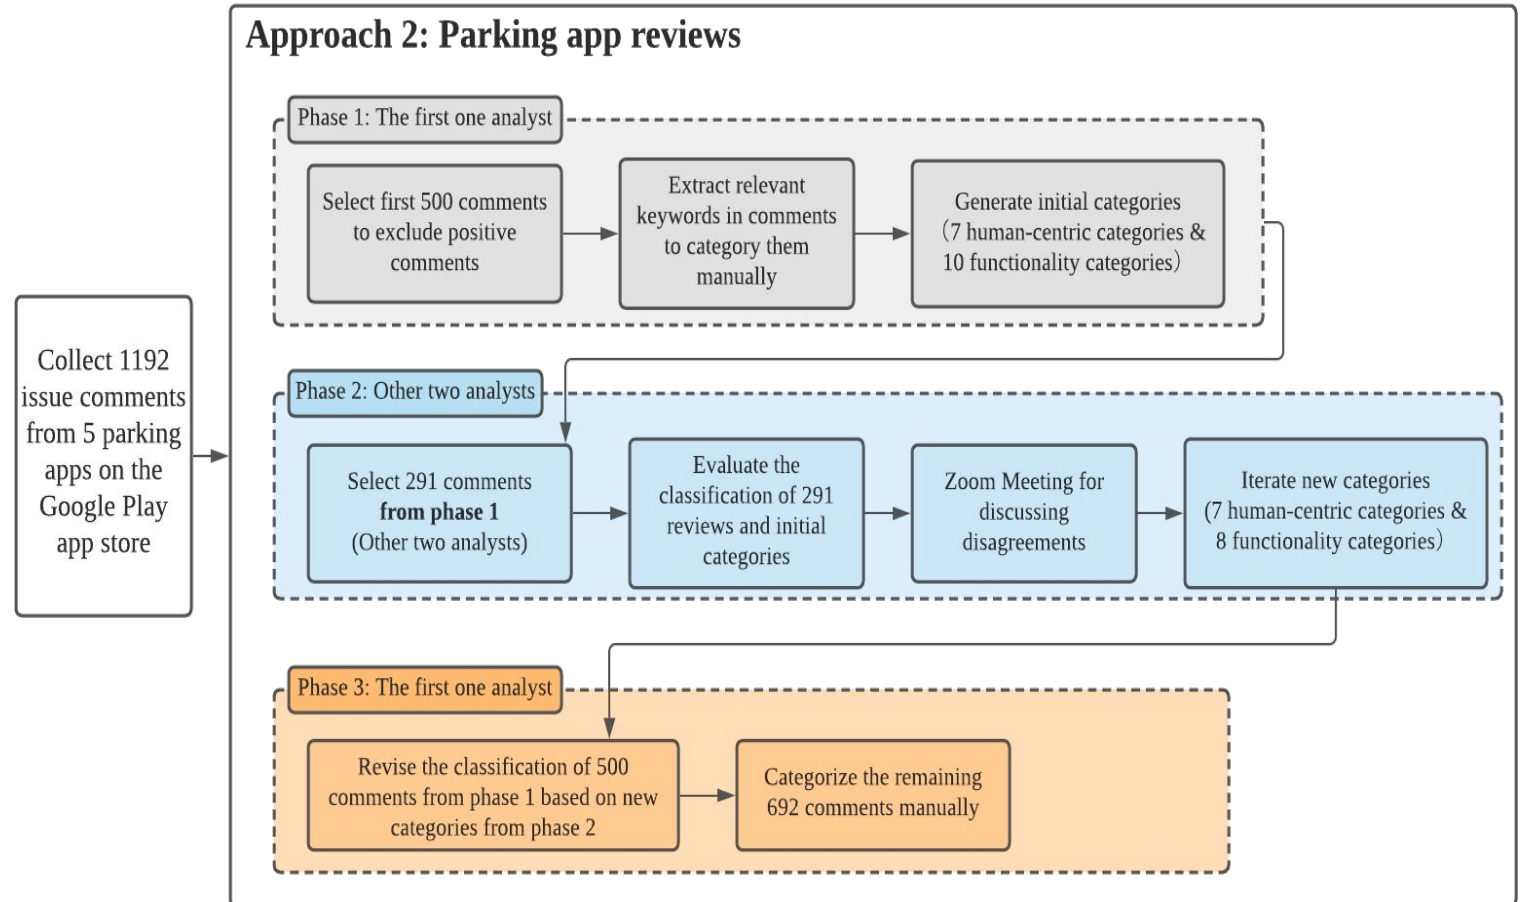 Approach 2: Parking app reviews
Phase 1: The first one analyst
Select first 500 comments
to exclude positive
comments
Extract relevant
keywords in comments
to category them
manually
Generate initial categories
(7 human-centric categories &
10 functionality categories)
Collect 1192
issue comments
from 5 parking
apps on the
Google Play
app store
Phase 2: Other two analysts
Select 291 comments
from phase 1
(Other two analysts)
Evaluate the
classification of 291
reviews and initial
categories
Zoom Meeting for
discussing
disagreements
Iterate new categories
(7 human-centric categories &
8 functionality categories)
Phase 3: The first one analyst
Revise the classification of 500
comments from phase 1 based on new
categories from phase 2
Categorize the remaining
692 comments manually